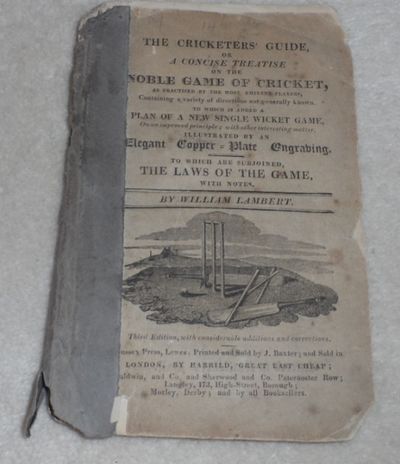 THE CRICKETERS' GUIDE,
OR
A CONCISE TREATISE
ON THE
NOBLE GAME OF CRICKET,
AS PRACTISED BY THE MOST EMINENT PLAYERS,
Containing a variety of directions not generally known.
TO WHICH IS ADDED A
PLAN OF A NEW SINGLE WICKET GAME,
On an improved principle; with other interesting matter.
ILLUSTRATED BY AN
Elegant Copper=Plate Engraving.
TO WHICH ARE SUBJOINED,
THE LAWS OF THE GAME,
WITH NOTES.
BY WILLIAM LAMBERT.
Third Edition, with considerable additions and corrections.
Press, Lewes: Printed and Sold by J. Baxter; and Sold in
LONDON, BY HARRILD, GREAT EAST CHEAP;
Baldwin, and Co. and Sherwood and Co. Paternoster Row;
Langley, 173, High-Street, Borough;
Morley, Derby; and by all Booksellers.